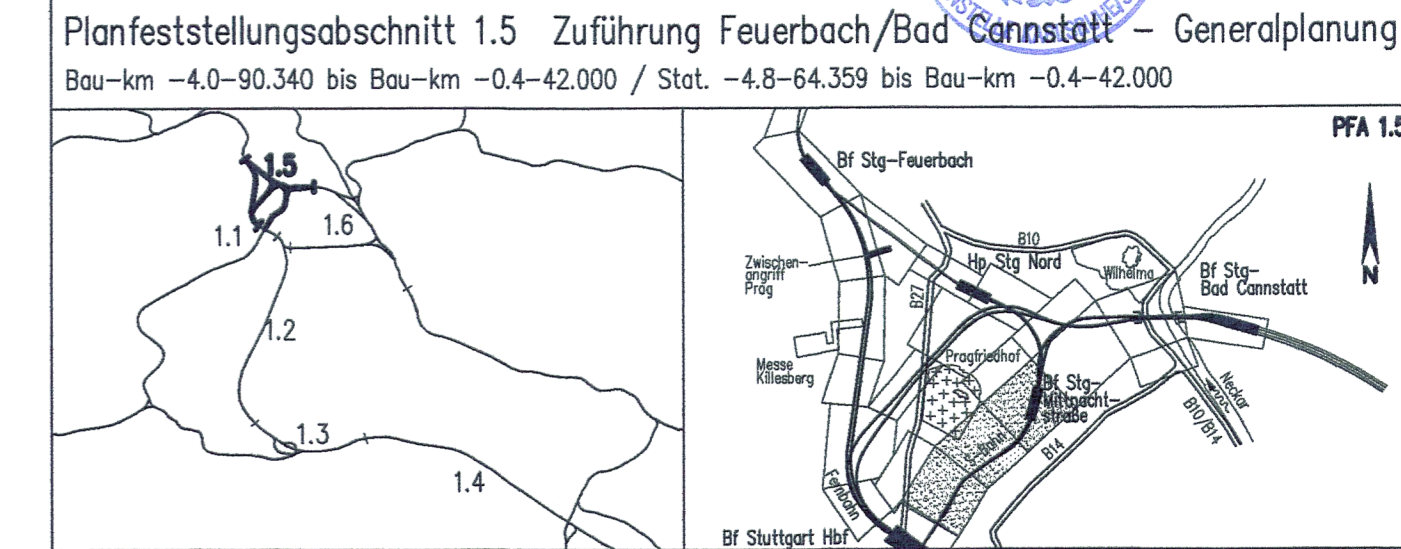 Planfeststellungsabschnitt 1.5 Zuführung Feuerbach/Bad Cannstatt – Generalplanung
Bau-km -4.0-90.340 bis Bau-km -0.4-42.000 / Stat. -4.8-64.359 bis Bau-km -0.4-42.000
1.5
1.6
1.1
1.2
1.3
1.4
PFA 1.5
Bf Stg-Feuerbach
B10
Hp Stg Nord
Wilhelma
Bf Stg-
Bad Cannstatt
N
Zwischen-
angriff
Prag
B27
Messe
Killesberg
Pragfriedhof
Bf Stg-
Mittnacht-
straße
Neckar
B10/B14
B14
S-Bahn
Fernbahn
Bf Stuttgart Hbf